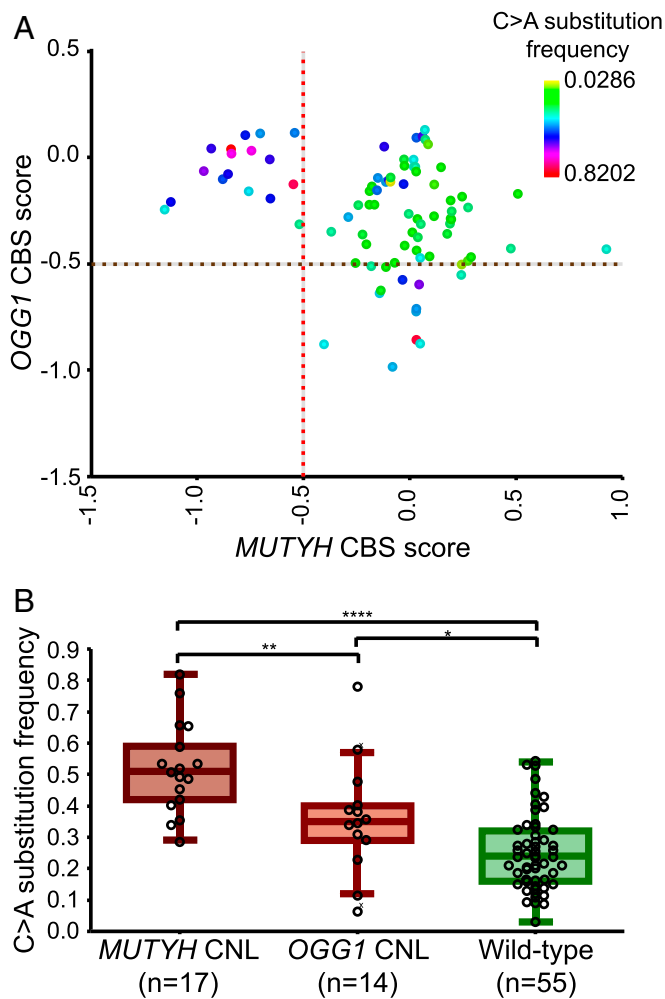 A
C>A substitution
frequency
0.0286
0.8202
0.5
0.0
-0.5
-1.0
-1.5
OGG1 CBS score
-1.5
-1.0
-0.5
0.0
0.5
1.0
MUTYH CBS score
B
****
**
*
0.9
0.8
0.7
0.6
0.5
0.4
0.3
0.2
0.1
0.0
C>A substitution frequency
MUTYH CNL
(n=17)
OGG1 CNL
(n=14)
Wild-type
(n=55)